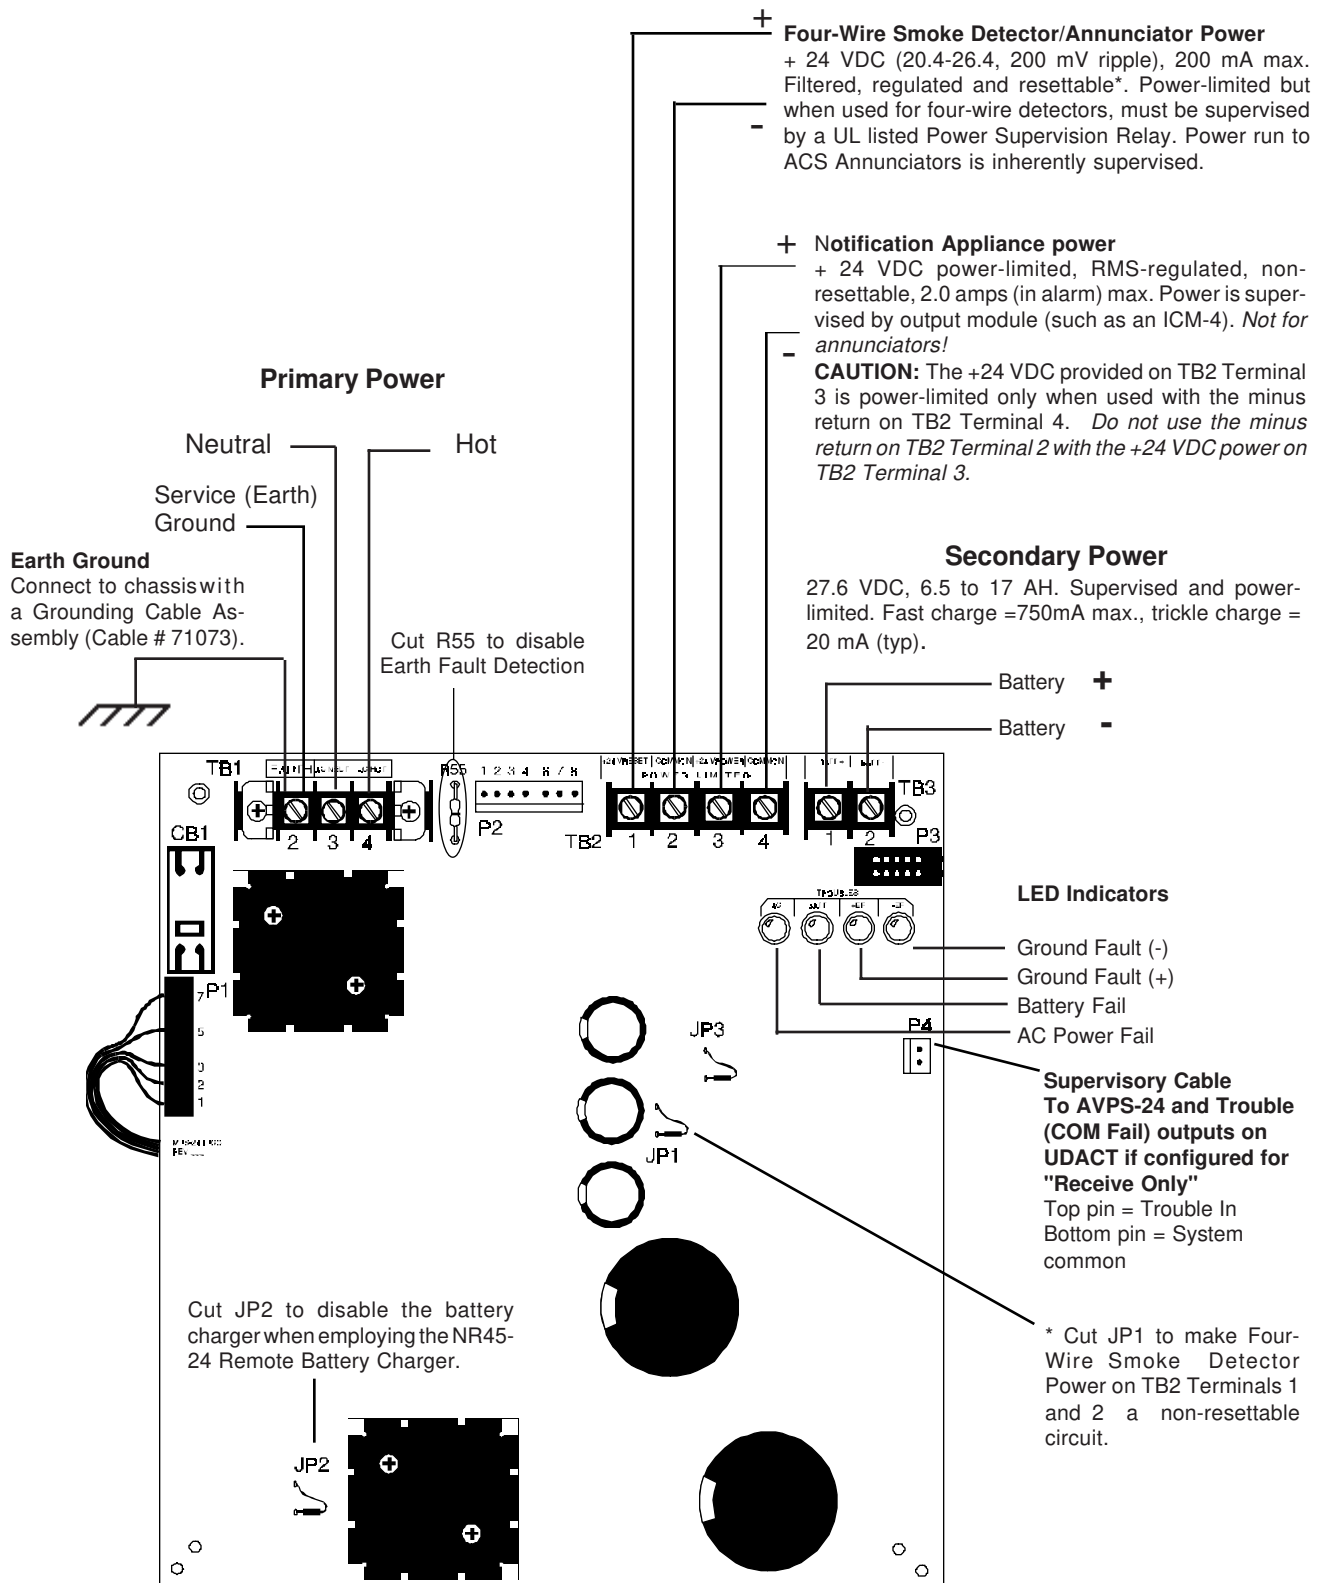 +
Four-Wire Smoke Detector/Annunciator Power
+ 24 VDC (20.4-26.4, 200 mV ripple), 200 mA max.
Filtered, regulated and resettable*. Power-limited but
when used for four-wire detectors, must be supervised
by a UL listed Power Supervision Relay. Power run to
ACS Annunciators is inherently supervised.
-
+
Notification Appliance power
+ 24 VDC power-limited, RMS-regulated, non-
resettable, 2.0 amps (in alarm) max. Power is super-
vised by output module (such as an ICM-4). Not for
annunciators!
-
CAUTION: The +24 VDC provided on TB2 Terminal
3 is power-limited only when used with the minus
return on TB2 Terminal 4. Do not use the minus
return on TB2 Terminal 2 with the +24 VDC power on
TB2 Terminal 3.
Primary Power
Neutral
Hot
Service (Earth)
Ground
Earth Ground
Connect to chassis with
a Grounding Cable As-
sembly (Cable # 71073).
Cut R55 to disable
Earth Fault Detection
Secondary Power
27.6 VDC, 6.5 to 17 AH. Supervised and power-
limited. Fast charge =750mA max., trickle charge =
20 mA (typ).
Battery +
Battery -
TB1
2 3 4
R55
1 2 3 4 6 7 8
P2
COMMON
COMMON
POWER LIMITED
TB2
1 2 3 4
1 2
TB3
P3
CB1
P1
7
5
2
1
TROUBLES
AC
LED Indicators
Ground Fault (-)
Ground Fault (+)
Battery Fail
AC Power Fail
P4
JP3
JP1
Supervisory Cable
To AVPS-24 and Trouble
(COM Fail) outputs on
UDACT if configured for
"Receive Only"
Top pin = Trouble In
Bottom pin = System
common
Cut JP2 to disable the battery
charger when employing the NR45-
24 Remote Battery Charger.
JP2
* Cut JP1 to make Four-
Wire Smoke Detector
Power on TB2 Terminals 1
and 2 a non-resettable
circuit.